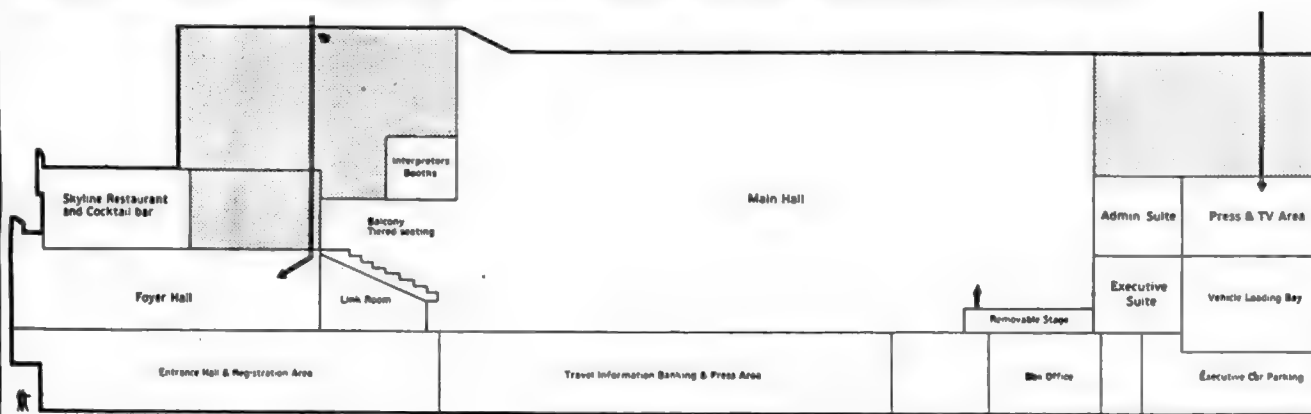 Interpreters
Booths
Skyline Restaurant
and Cocktail bar
Balcony
Tiered seating
Main Hall
Admin Suite
Press & TV Area
Foyer Hall
Link Room
Executive
Suite
Vehicle Loading Bay
Removable Stage
Entrance Hall & Registration Area
Travel Information Banking & Press Area
Box Office
Executive Car Parking